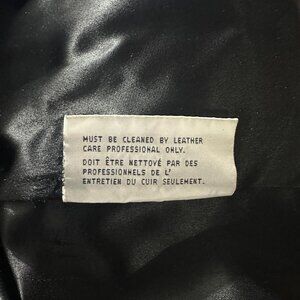 MUST BE CLEANED BY LEATHER
CARE PROFESSIONAL ONLY.
DOIT ÊTRE NETTOYÉ PAR DES
PROFESSIONNELS DE L'
ENTRETIEN DU CUIR SEULEMENT.